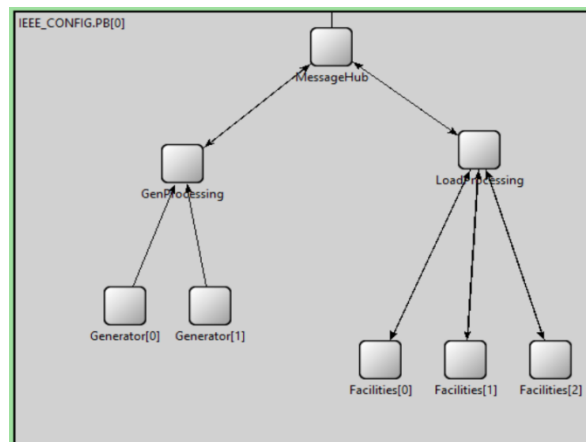 IEEE_CONFIG.PB[0]
MessageHub
GenProcessing
LoadProcessing
Generator[0]
Generator[1]
Facilities[0]
Facilities[1]
Facilities[2]